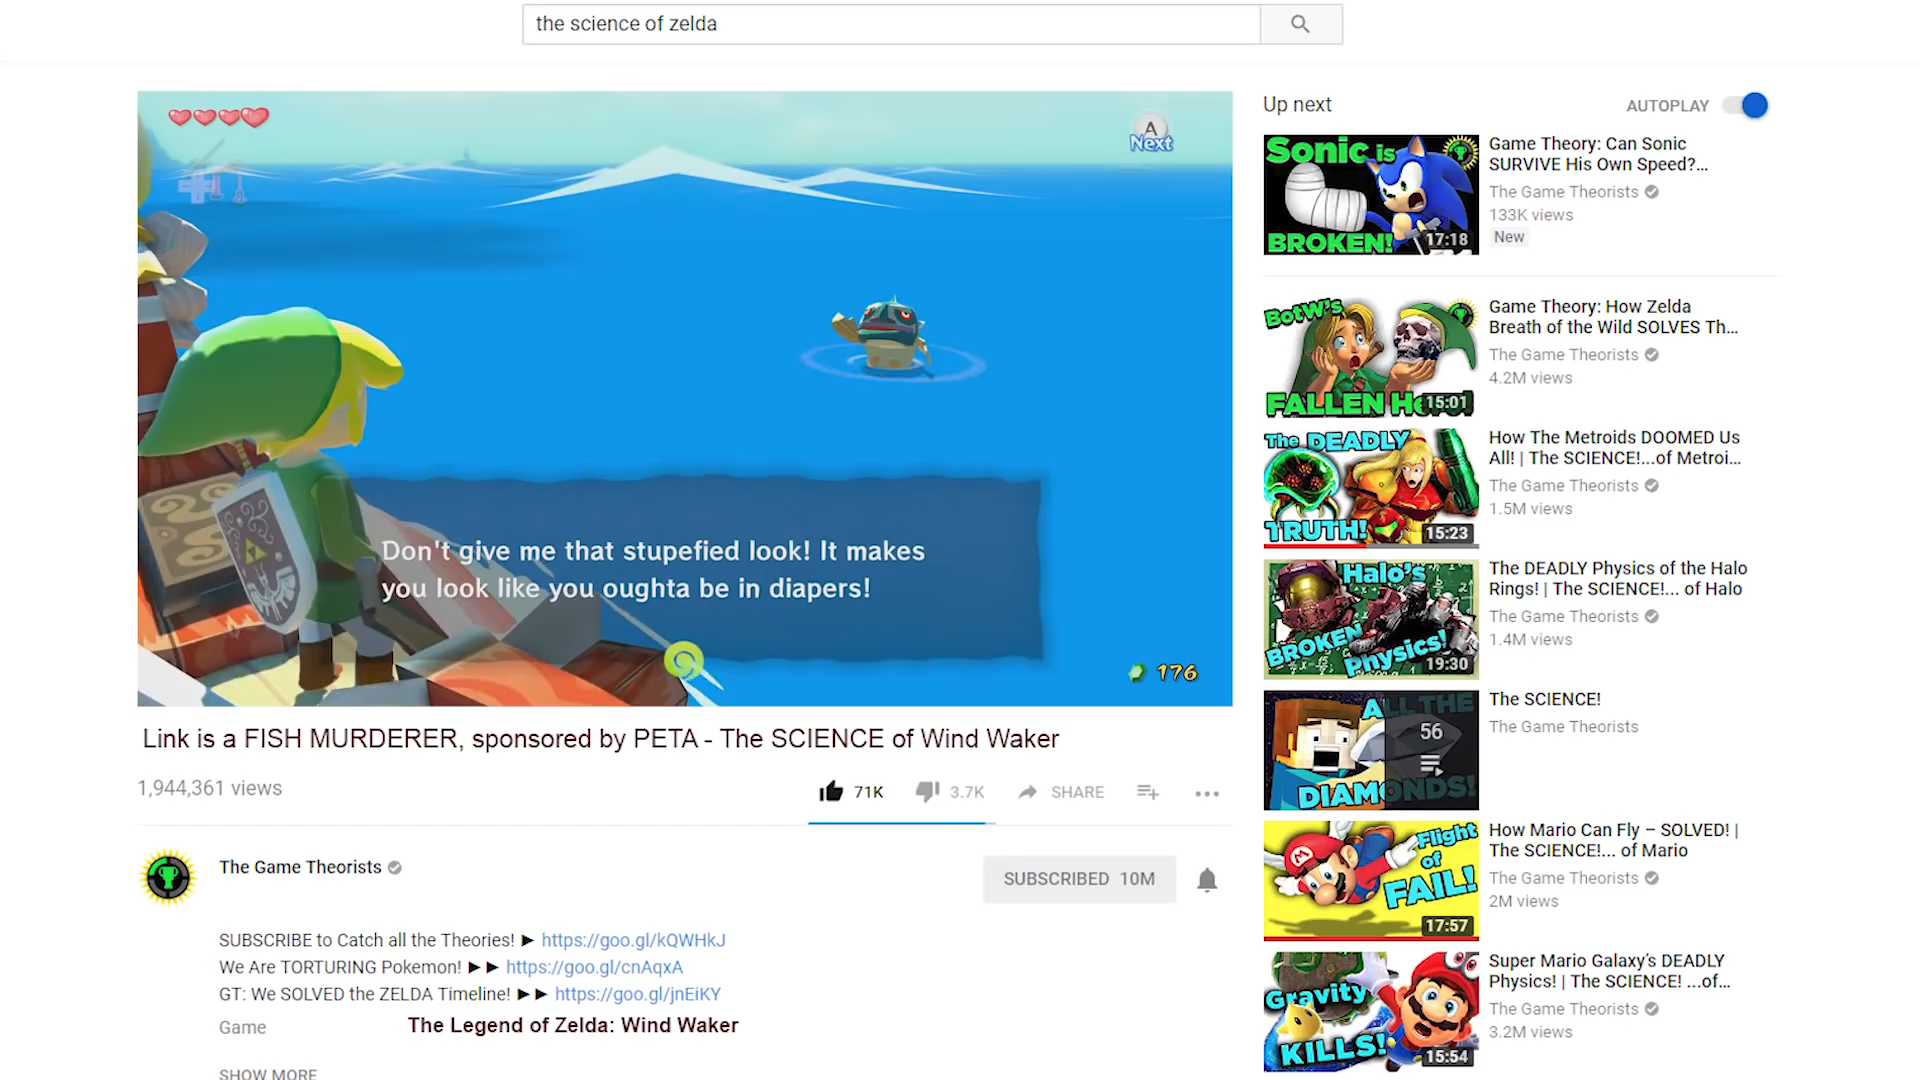 the science of zelda
A
Next
Don't give me that stupefied look! It makes
you look like you oughta be in diapers!
176
Link is a FISH MURDERER, sponsored by PETA - The SCIENCE of Wind Waker
1,944,361 views
71K
3.7K
SHARE
The Game Theorists
SUBSCRIBED 10M
SUBSCRIBE to Catch all the Theories! ► https://goo.gl/kQWHkJ
We Are TORTURING Pokemon! ►► https://goo.gl/cnAqxA
GT: We SOLVED the ZELDA Timeline! ►► https://goo.gl/jnEiKY
Game The Legend of Zelda: Wind Waker
SHOW MORE
Up next
AUTOPLAY
Sonic is
BROKEN!
17:18
Game Theory: Can Sonic
SURVIVE His Own Speed?...
The Game Theorists
133K views
New
BotW's
FALLEN He
15:01
Game Theory: How Zelda
Breath of the Wild SOLVES Th...
The Game Theorists
4.2M views
The DEADLY
TRUTH!
15:23
How The Metroids DOOMED Us
All! | The SCIENCE!...of Metroi...
The Game Theorists
1.5M views
Halo's
BROKEN
Physics!
19:30
The DEADLY Physics of the Halo
Rings! | The SCIENCE!... of Halo
The Game Theorists
1.4M views
ALL THE
56
DIAMONDS!
The SCIENCE!
The Game Theorists
Flight
of
FAIL!
17:57
How Mario Can Fly – SOLVED! |
The SCIENCE!... of Mario
The Game Theorists
2M views
Gravity
KILLS!
15:54
Super Mario Galaxy's DEADLY
Physics! | The SCIENCE! ...of...
The Game Theorists
3.2M views